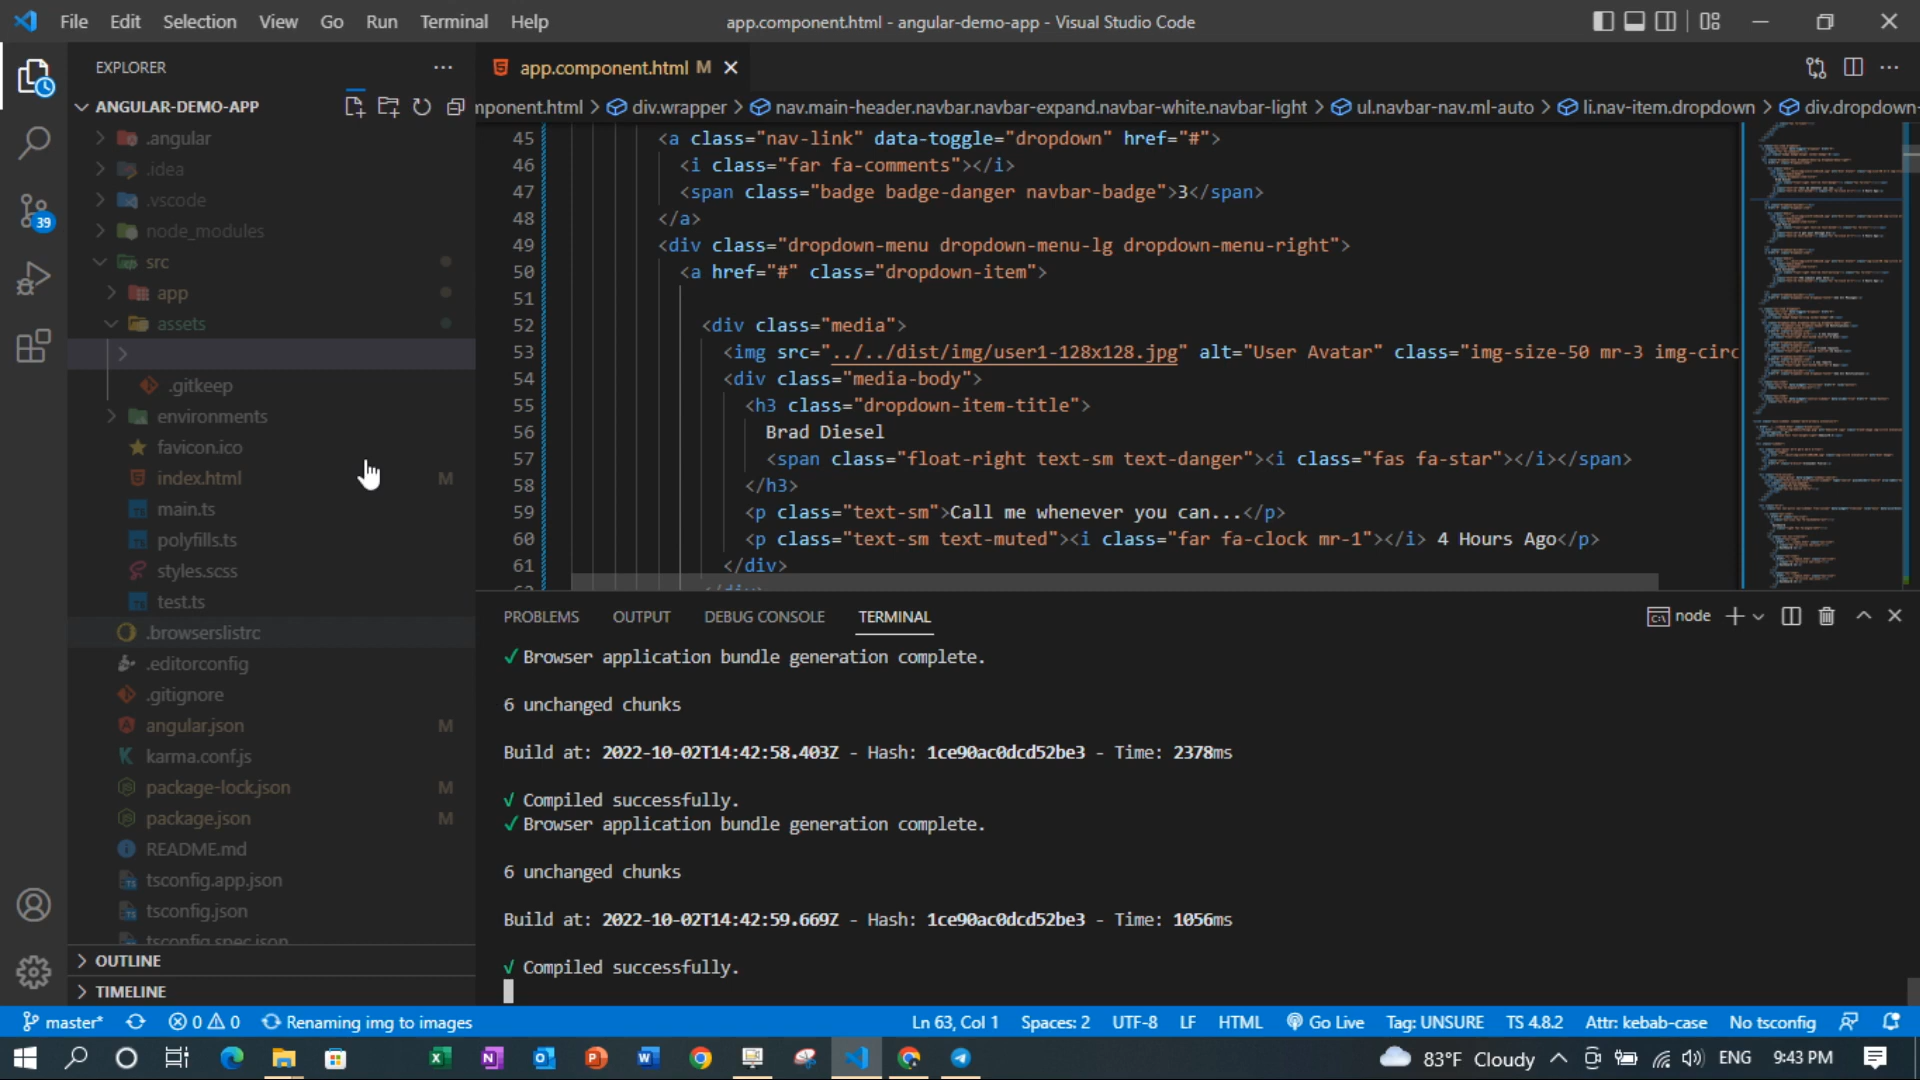 File Edit Selection View Go Run Terminal Help
app.component.html - angular-demo-app - Visual Studio Code
EXPLORER
39
ANGULAR-DEMO-APP
.angular
.idea
.vscode
node_modules
src
app
assets
.gitkeep
environments
favicon.ico
index.html M
main.ts
polyfills.ts
styles.scss
test.ts
.browserslistrc
.editorconfig
.gitignore
angular.json M
karma.conf.js
package-lock.json M
package.json M
README.md
tsconfig.app.json
tsconfig.json
tsconfig.spec.json
OUTLINE
TIMELINE
app.component.html M
mponent.html > div.wrapper > nav.main-header.navbar.navbar-expand.navbar-white.navbar-light > ul.navbar-nav.ml-auto > li.nav-item.dropdown > div.dropdown-
45 <a class="nav-link" data-toggle="dropdown" href="#">
46 <i class="far fa-comments"></i>
47 <span class="badge badge-danger navbar-badge">3</span>
48 </a>
49 <div class="dropdown-menu dropdown-menu-lg dropdown-menu-right">
50 <a href="#" class="dropdown-item">
51
52 <div class="media">
53 <img src="../../dist/img/user1-128x128.jpg" alt="User Avatar" class="img-size-50 mr-3 img-circ
54 <div class="media-body">
55 <h3 class="dropdown-item-title">
56 Brad Diesel
57 <span class="float-right text-sm text-danger"><i class="fas fa-star"></i></span>
58 </h3>
59 <p class="text-sm">Call me whenever you can...</p>
60 <p class="text-sm text-muted"><i class="far fa-clock mr-1"></i> 4 Hours Ago</p>
61 </div>
62 </div>
PROBLEMS OUTPUT DEBUG CONSOLE TERMINAL
node
✓ Browser application bundle generation complete.
6 unchanged chunks
Build at: 2022-10-02T14:42:58.403Z - Hash: 1ce90ac0dcd52be3 - Time: 2378ms
√ Compiled successfully.
✓ Browser application bundle generation complete.
6 unchanged chunks
Build at: 2022-10-02T14:42:59.669Z - Hash: 1ce90ac0dcd52be3 - Time: 1056ms
√ Compiled successfully.
master* 0 0 Renaming img to images Ln 63, Col 1 Spaces: 2 UTF-8 LF HTML Go Live Tag: UNSURE TS 4.8.2 Attr: kebab-case No tsconfig
83°F Cloudy ENG 9:43 PM